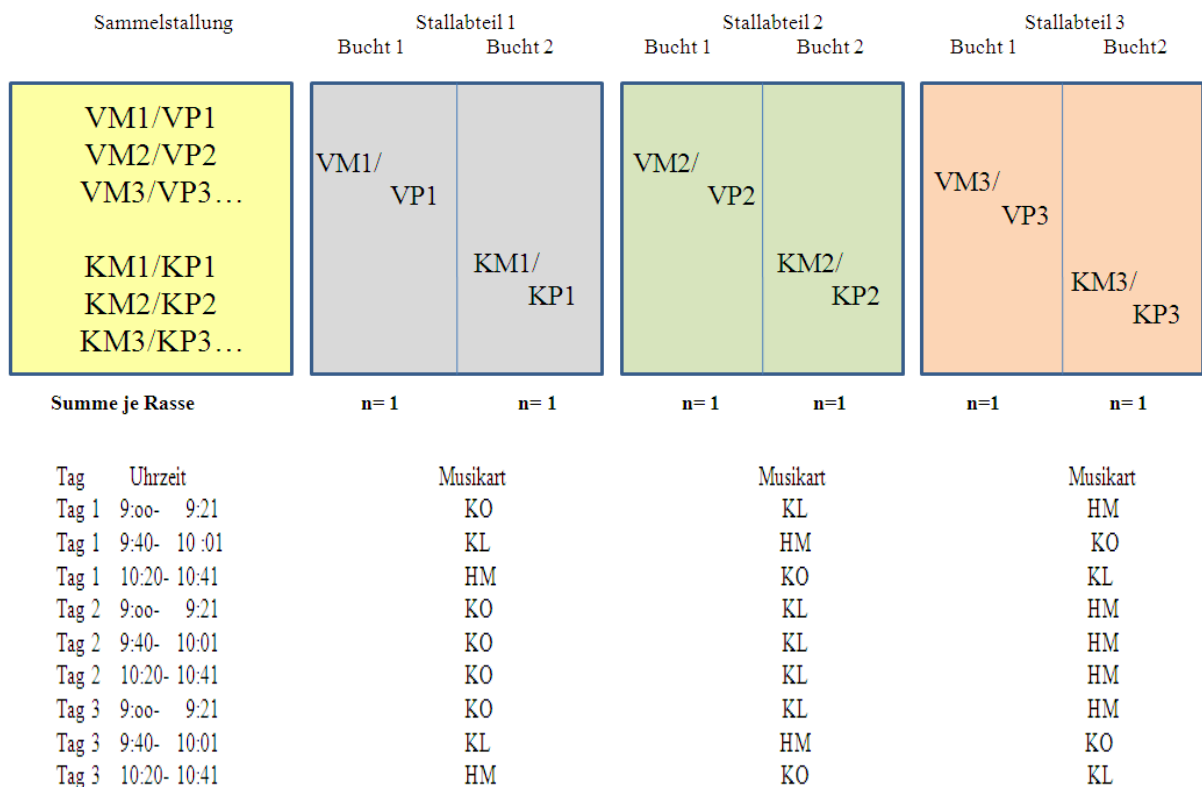 Sammelstallung Stallabteil 1 Stallabteil 2 Stallabteil 3
Bucht 1 Bucht 2 Bucht 1 Bucht 2 Bucht 1 Bucht2
VM1/VP1
VM2/VP2
VM3/VP3...
KM1/KP1
KM2/KP2
KM3/KP3...
VM1/
VP1
KM1/
KP1
VM2/
VP2
KM2/
KP2
VM3/
VP3
KM3/
KP3
Summe je Rasse n= 1 n= 1 n= 1 n=1 n=1 n= 1
Tag Uhrzeit Musikart Musikart Musikart
Tag 1 9:oo- 9:21 KO KL HM
Tag 1 9:40- 10 :01 KL HM KO
Tag 1 10:20- 10:41 HM KO KL
Tag 2 9:oo- 9:21 KO KL HM
Tag 2 9:40- 10:01 KO KL HM
Tag 2 10:20- 10:41 KO KL HM
Tag 3 9:oo- 9:21 KO KL HM
Tag 3 9:40- 10:01 KL HM KO
Tag 3 10:20- 10:41 HM KO KL